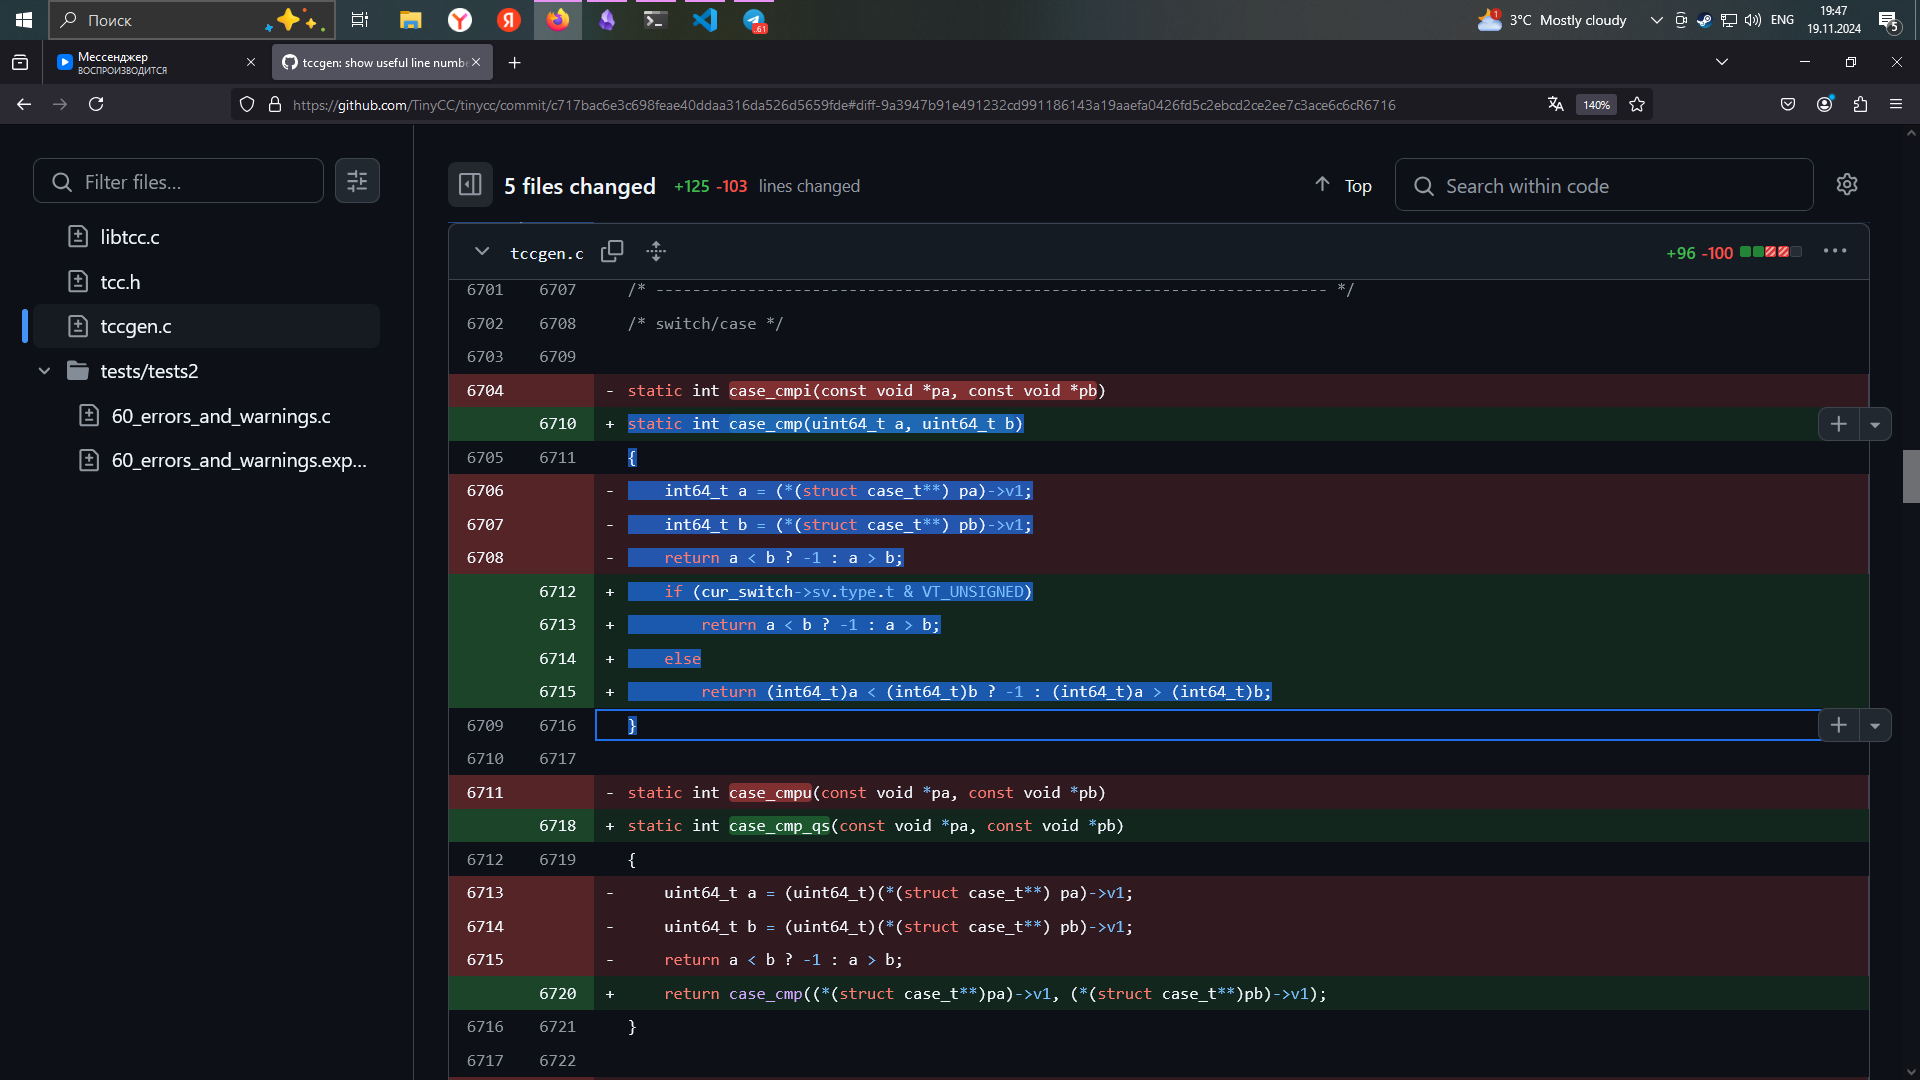 Поиск
61
1
3°C Mostly cloudy
ENG
19:47
19.11.2024
5
Мессенджер
ВОСПРОИЗВОДИТСЯ
tccgen: show useful line numbe
https://github.com/TinyCC/tinycc/commit/c717bac6e3c698feae40ddaa316da526d5659fde#diff-9a3947b91e491232cd991186143a19aaefa0426fd5c2ebcd2ce2ee7c3ace6c6cR6716
140%
Filter files...
5 files changed +125 -103 lines changed
Top
Search within code
libtcc.c
tcc.h
tccgen.c
tests/tests2
60_errors_and_warnings.c
60_errors_and_warnings.exp...
tccgen.c
+96 -100
6701 6707 /* ------------------------------------------------------------------------- */
6702 6708 /* switch/case */
6703 6709
6704 - static int case_cmpi(const void *pa, const void *pb)
6710 + static int case_cmp(uint64_t a, uint64_t b)
6705 6711 {
6706 - int64_t a = (*(struct case_t**) pa)->v1;
6707 - int64_t b = (*(struct case_t**) pb)->v1;
6708 - return a < b ? -1 : a > b;
6712 + if (cur_switch->sv.type.t & VT_UNSIGNED)
6713 + return a < b ? -1 : a > b;
6714 + else
6715 + return (int64_t)a < (int64_t)b ? -1 : (int64_t)a > (int64_t)b;
6709 6716 }
6710 6717
6711 - static int case_cmpu(const void *pa, const void *pb)
6718 + static int case_cmp_qs(const void *pa, const void *pb)
6712 6719 {
6713 - uint64_t a = (uint64_t)(*(struct case_t**) pa)->v1;
6714 - uint64_t b = (uint64_t)(*(struct case_t**) pb)->v1;
6715 - return a < b ? -1 : a > b;
6720 + return case_cmp((*(struct case_t**)pa)->v1, (*(struct case_t**)pb)->v1);
6716 6721 }
6717 6722